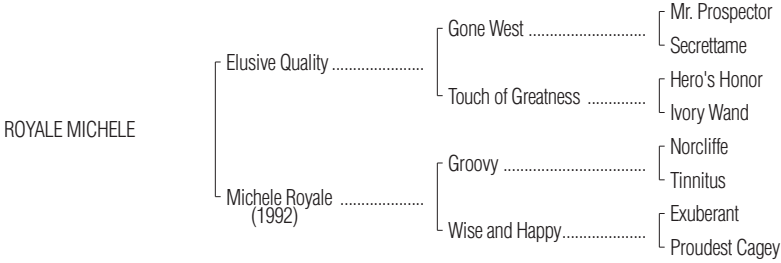 Mr. Prospector
Gone West ..............................
Secrettame
Elusive Quality ......................
Hero's Honor
Touch of Greatness ..............
Ivory Wand
ROYALE MICHELE
Norcliffe
Groovy .....................................
Tinnitus
Michele Royale ....................
(1992)
Exuberant
Wise and Happy.....................
Proudest Cagey